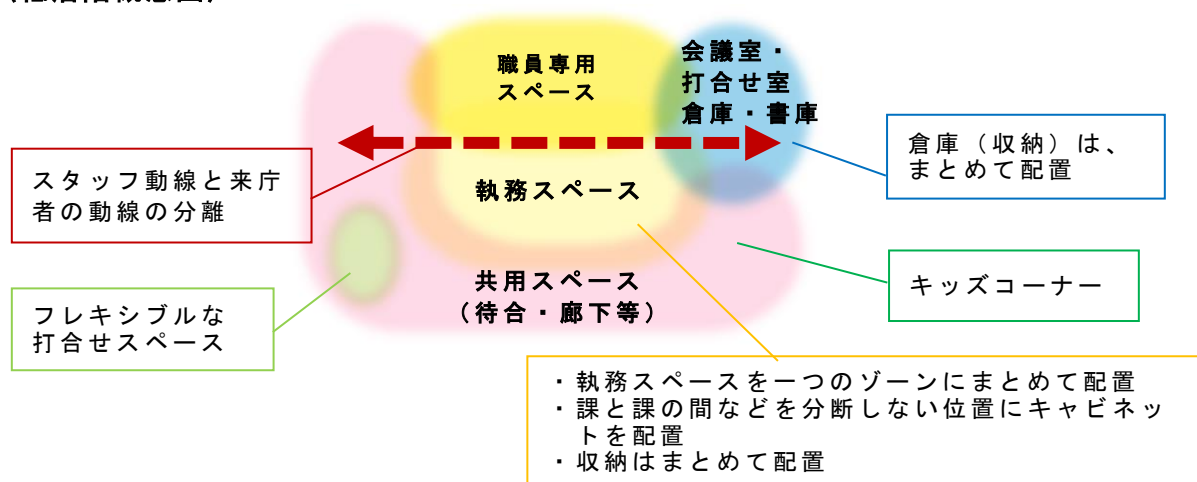 職員専用
スペース
会議室・
打合せ室
倉庫・書庫
倉庫(収納)は、
まとめて配置
スタッフ動線と来庁
者の動線の分離
執務スペース
共用スペース
(待合・廊下等)
キッズコーナー
フレキシブルな
打合せスペース
・執務スペースを一つのゾーンにまとめて配置
・課と課の間などを分断しない位置にキャビネッ
トを配置
・収納はまとめて配置